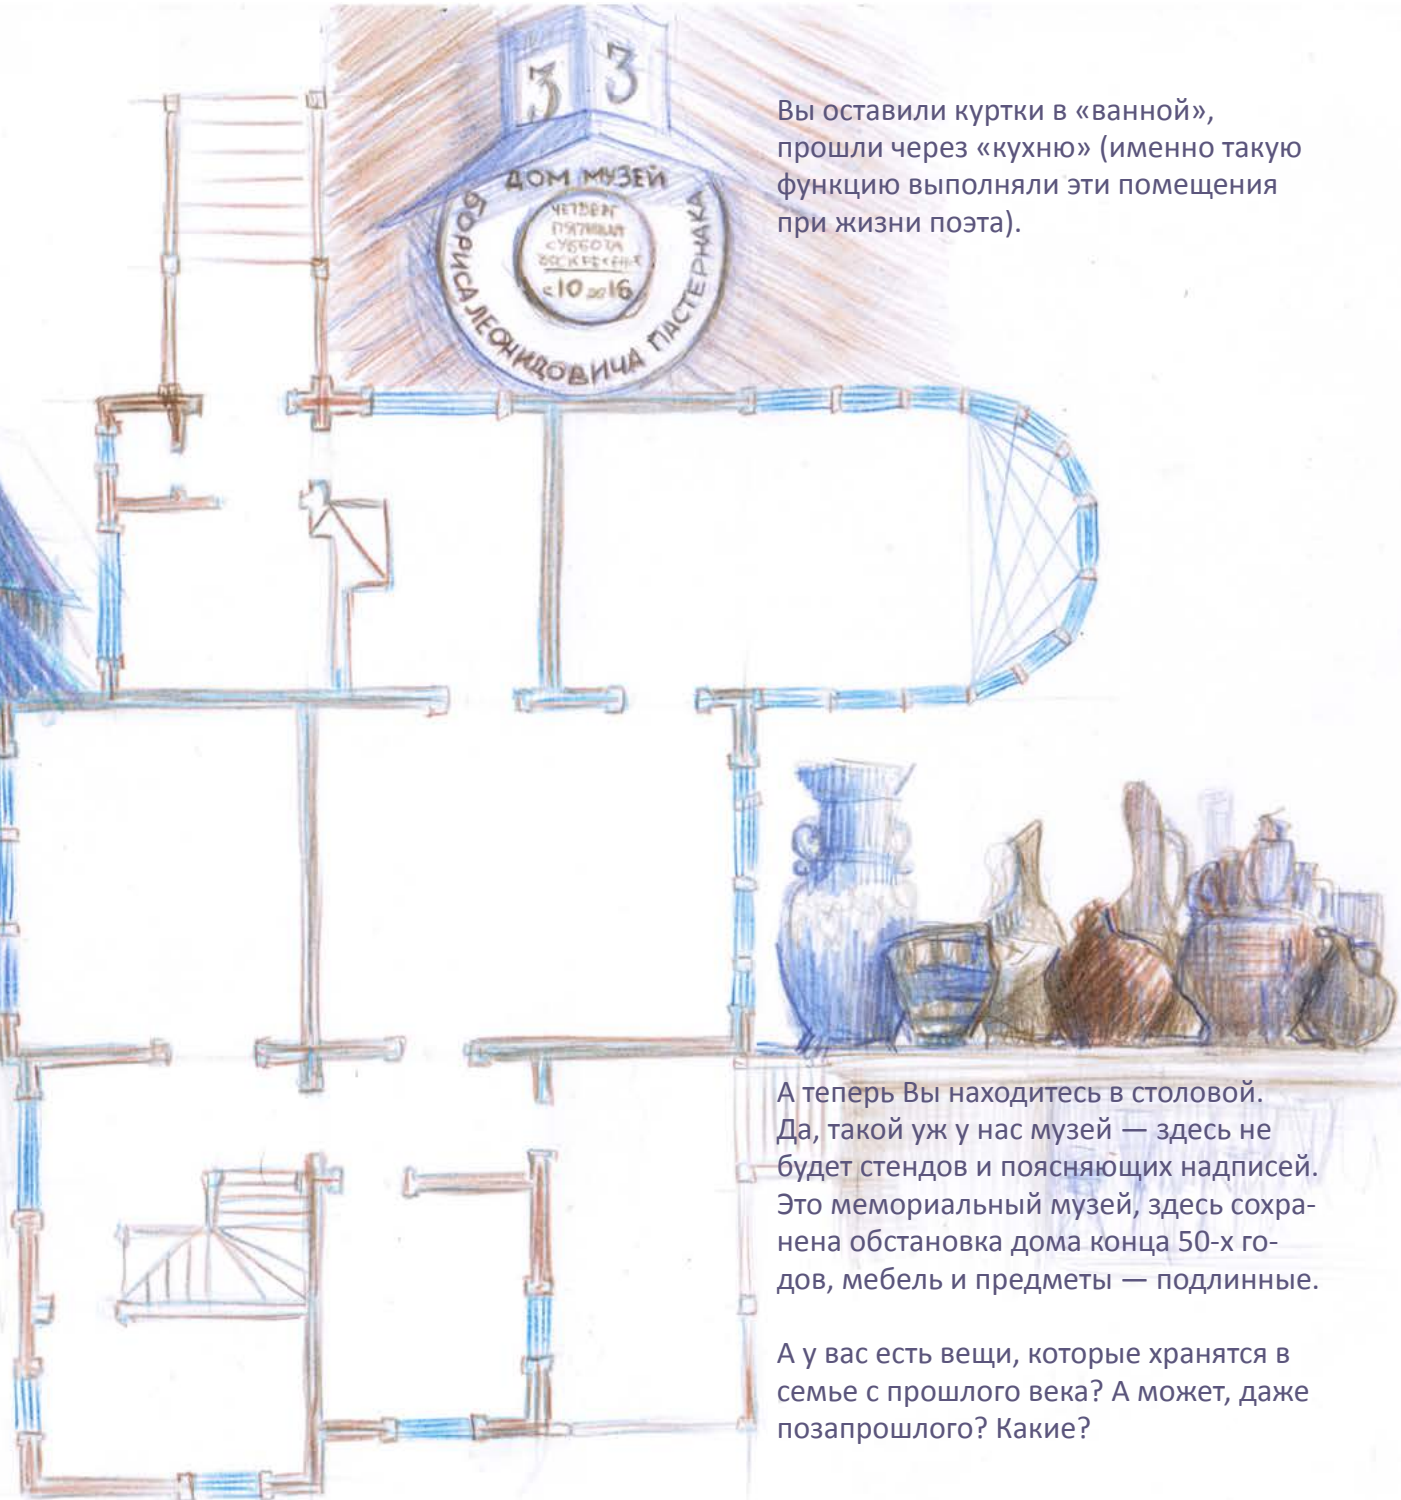 3 3
ДОМ МУЗЕЙ
БОРИСА ЛЕОНИДОВИЧА ПАСТЕРНАКА
ЧЕТВЕРГ
ПЯТНИЦА
СУББОТА
ВОСКРЕСЕНЬЕ
с 10 до 16
Вы оставили куртки в «ванной»,
прошли через «кухню» (именно такую
функцию выполняли эти помещения
при жизни поэта).
А теперь Вы находитесь в столовой.
Да, такой уж у нас музей — здесь не
будет стендов и поясняющих надписей.
Это мемориальный музей, здесь сохра-
нена обстановка дома конца 50-х го-
дов, мебель и предметы — подлинные.
А у вас есть вещи, которые хранятся в
семье с прошлого века? А может, даже
позапрошлого? Какие?